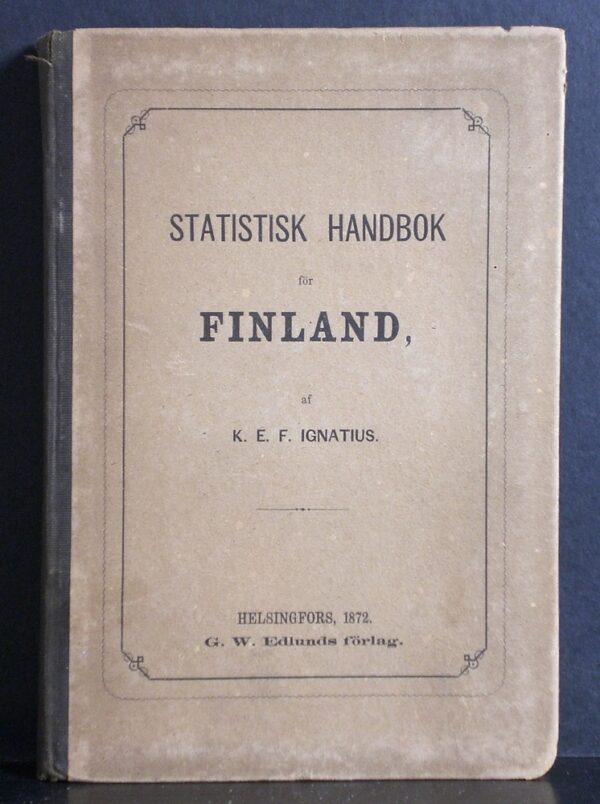 STATISTISK HANDBOK
för
FINLAND,
af
K. E. F. IGNATIUS.
HELSINGFORS, 1872.
G. W. Edlunds förlag.